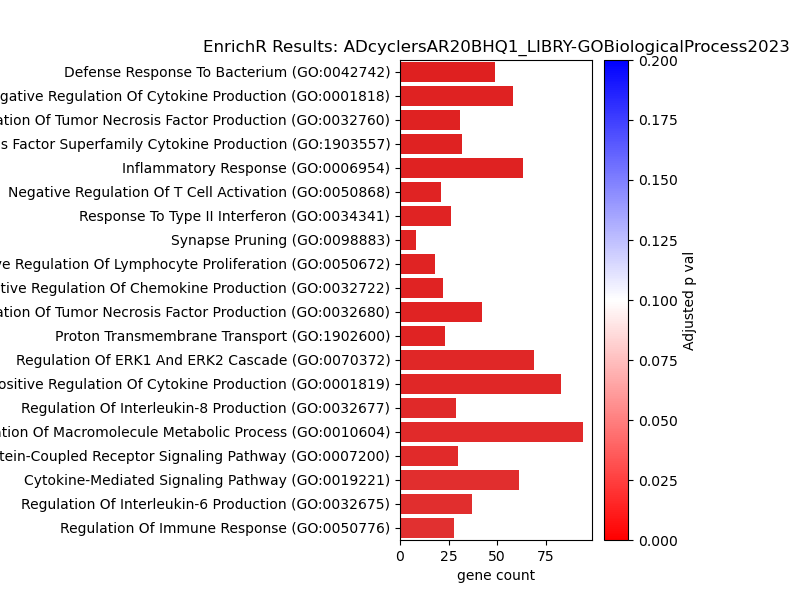 EnrichR Results: ADcyclersAR20BHQ1_LIBRY-GOBiologicalProcess2023
Defense Response To Bacterium (GO:0042742)
Regulation Of Cytokine Production (GO:0001818)
Of Tumor Necrosis Factor Production (GO:0032760)
Factor Superfamily Cytokine Production (GO:1903557)
Inflammatory Response (GO:0006954)
Negative Regulation Of T Cell Activation (GO:0050868)
Response To Type II Interferon (GO:0034341)
Synapse Pruning (GO:0098883)
Regulation Of Lymphocyte Proliferation (GO:0050672)
Regulation Of Chemokine Production (GO:0032722)
Of Tumor Necrosis Factor Production (GO:0032680)
Proton Transmembrane Transport (GO:1902600)
Regulation Of ERK1 And ERK2 Cascade (GO:0070372)
Regulation Of Cytokine Production (GO:0001819)
Regulation Of Interleukin-8 Production (GO:0032677)
Of Macromolecule Metabolic Process (GO:0010604)
Receptor Signaling Pathway (GO:0007200)
Cytokine-Mediated Signaling Pathway (GO:0019221)
Regulation Of Interleukin-6 Production (GO:0032675)
Regulation Of Immune Response (GO:0050776)
0 25 50 75
gene count
0.200
0.175
0.150
0.125
0.100
0.075
0.050
0.025
0.000
Adjusted p val